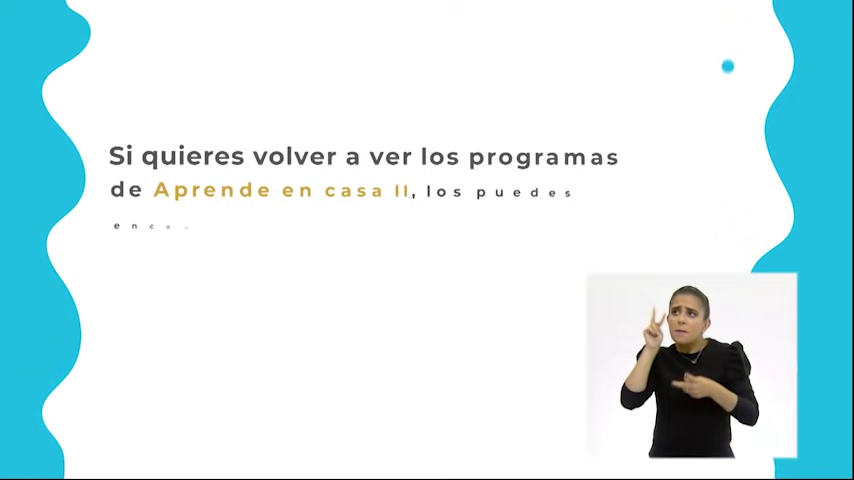 Si quieres volver a ver los programas
de Aprende en casa II, los puedes